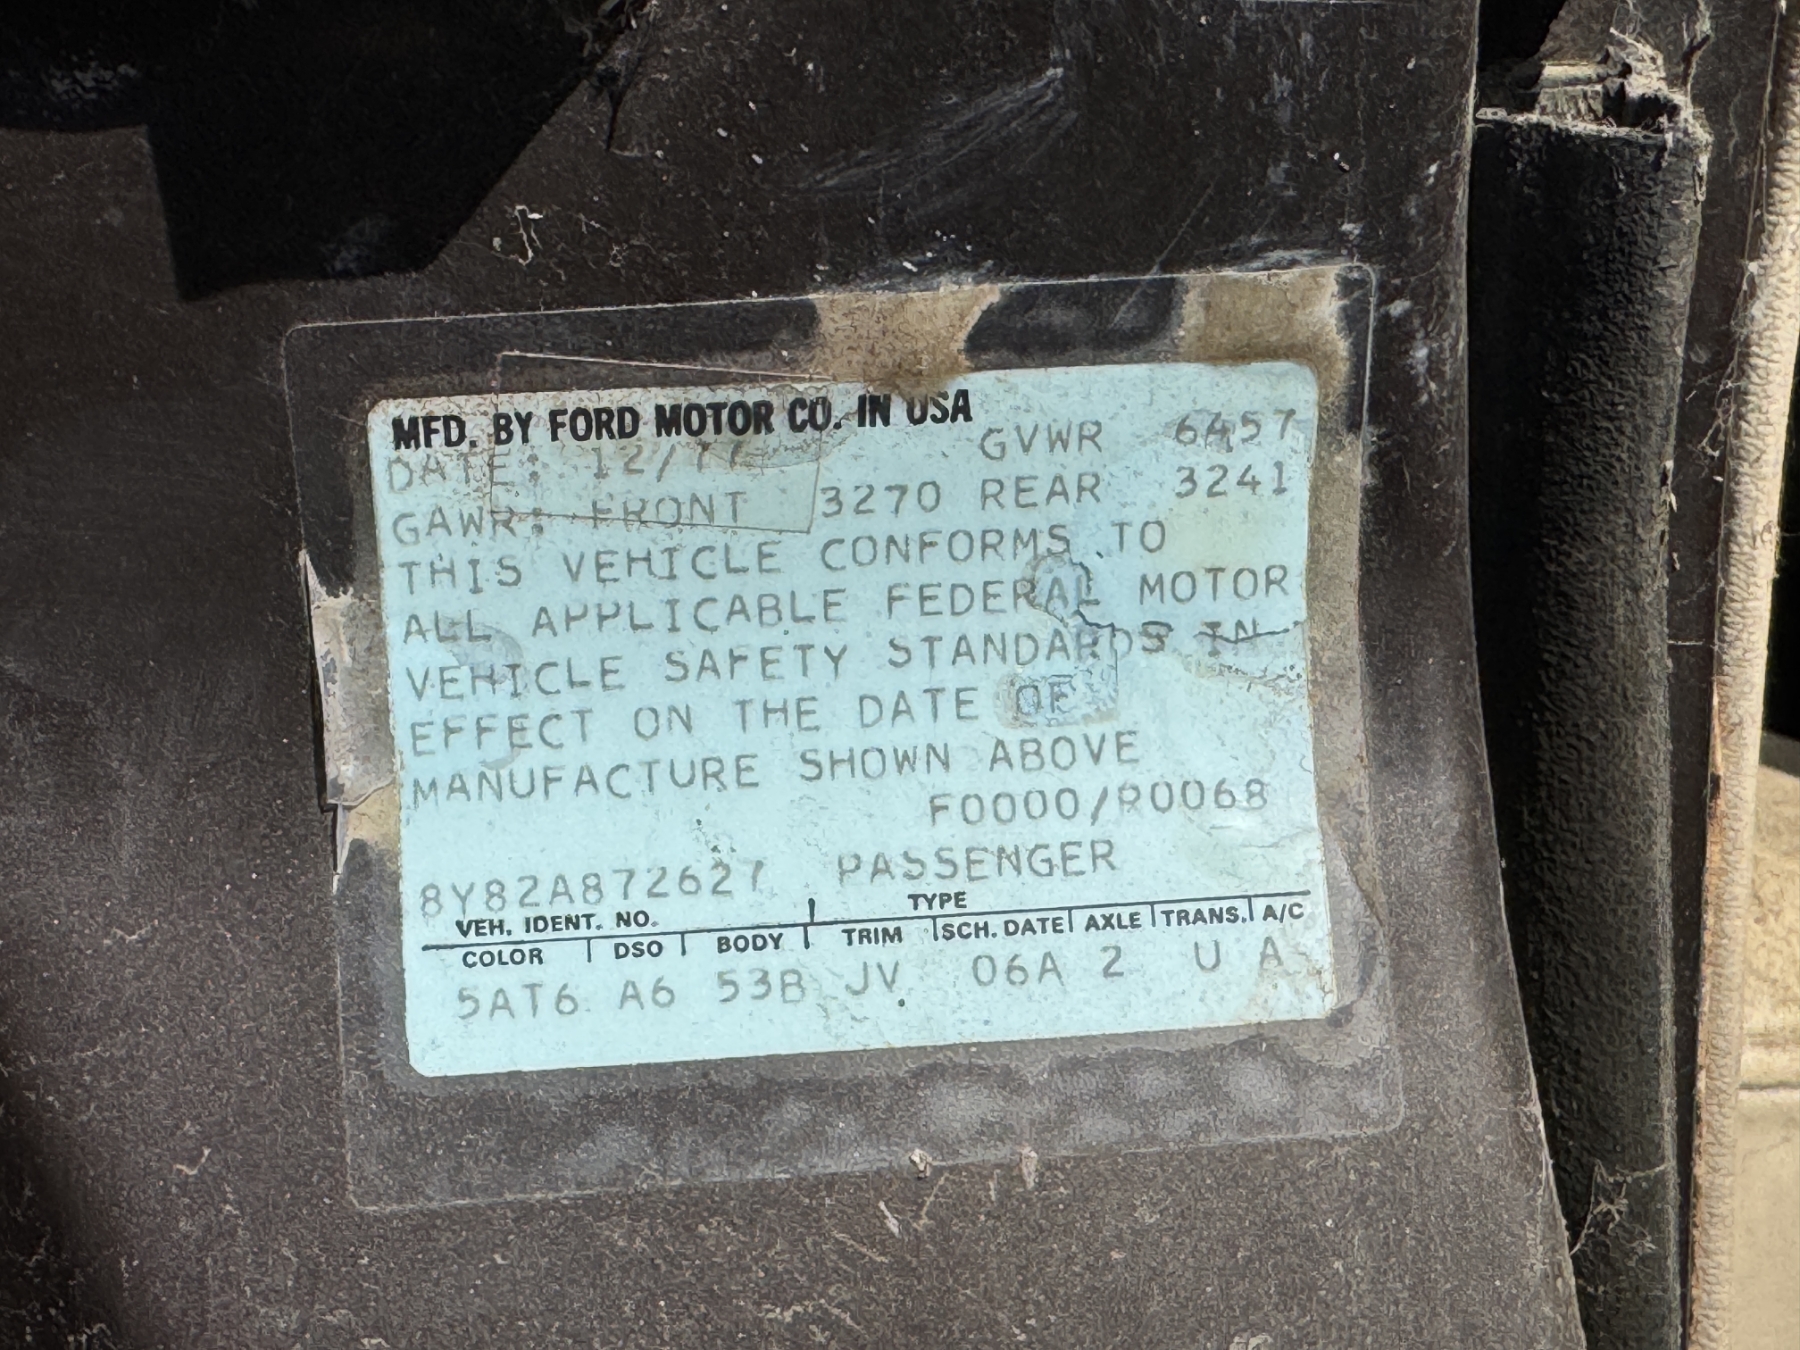 MFD. BY FORD MOTOR CO. IN USA
DATE: 12/77 GVWR 6457
GAWR: FRONT 3270 REAR 3241
THIS VEHICLE CONFORMS TO
ALL APPLICABLE FEDERAL MOTOR
VEHICLE SAFETY STANDARDS IN
EFFECT ON THE DATE OF
MANUFACTURE SHOWN ABOVE
F0000/R0068
8Y82A872627 PASSENGER
VEH. IDENT. NO. TYPE
COLOR DSO BODY TRIM SCH. DATE AXLE TRANS. A/C
5AT6 A6 53B JV 06A 2 U A